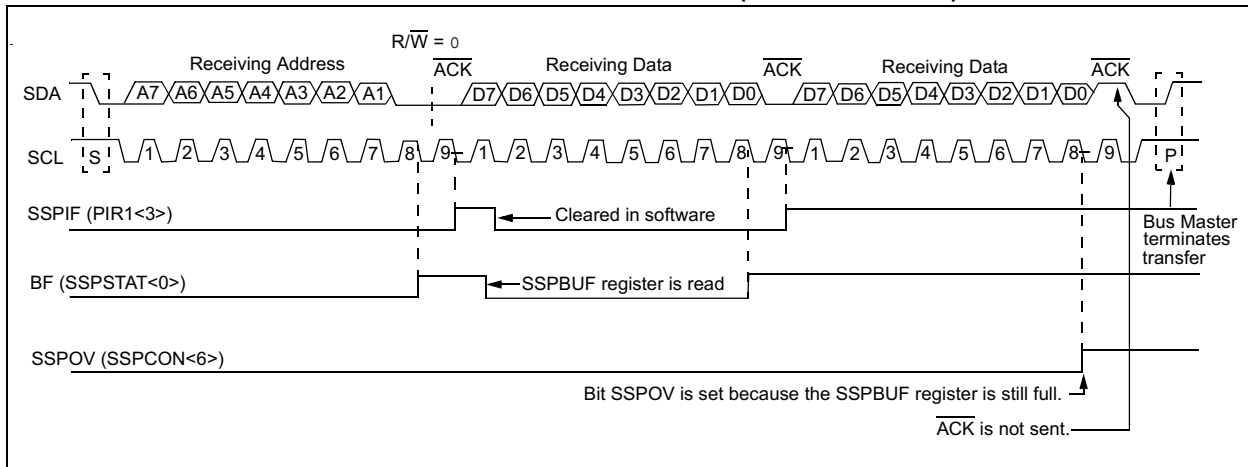 R/W = 0
Receiving Address ACK Receiving Data ACK Receiving Data ACK
SDA A7 A6 A5 A4 A3 A2 A1 D7 D6 D5 D4 D3 D2 D1 D0 D7 D6 D5 D4 D3 D2 D1 D0
SCL S 1 2 3 4 5 6 7 8 9 1 2 3 4 5 6 7 8 9 1 2 3 4 5 6 7 8 9 P
SSPIF (PIR1<3>) Cleared in software
Bus Master
terminates
transfer
BF (SSPSTAT<0>) SSPBUF register is read
SSPOV (SSPCON<6>)
Bit SSPOV is set because the SSPBUF register is still full.
ACK is not sent.